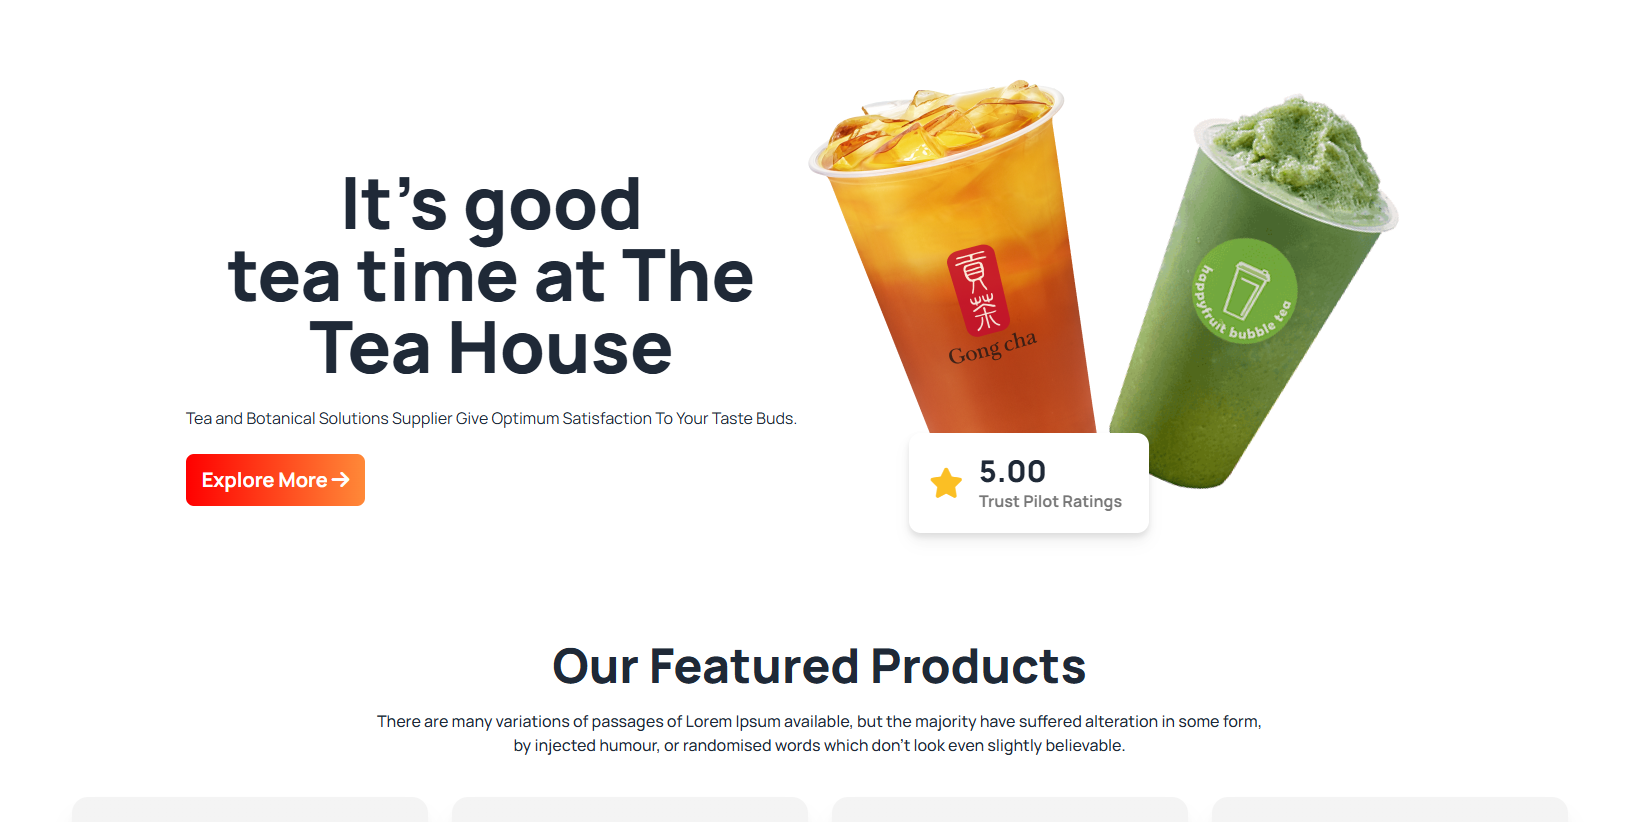 It's good
tea time at The
Tea House
Tea and Botanical Solutions Supplier Give Optimum Satisfaction To Your Taste Buds.
Explore More
貢茶
Gong cha
happyfruit bubble tea
5.00
Trust Pilot Ratings
Our Featured Products
There are many variations of passages of Lorem Ipsum available, but the majority have suffered alteration in some form,
by injected humour, or randomised words which don't look even slightly believable.